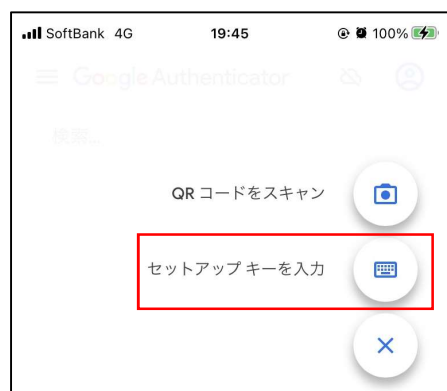 SoftBank 4G 19:45 100%
Google Authenticator
検索...
QR コードをスキャン
セットアップ キーを入力